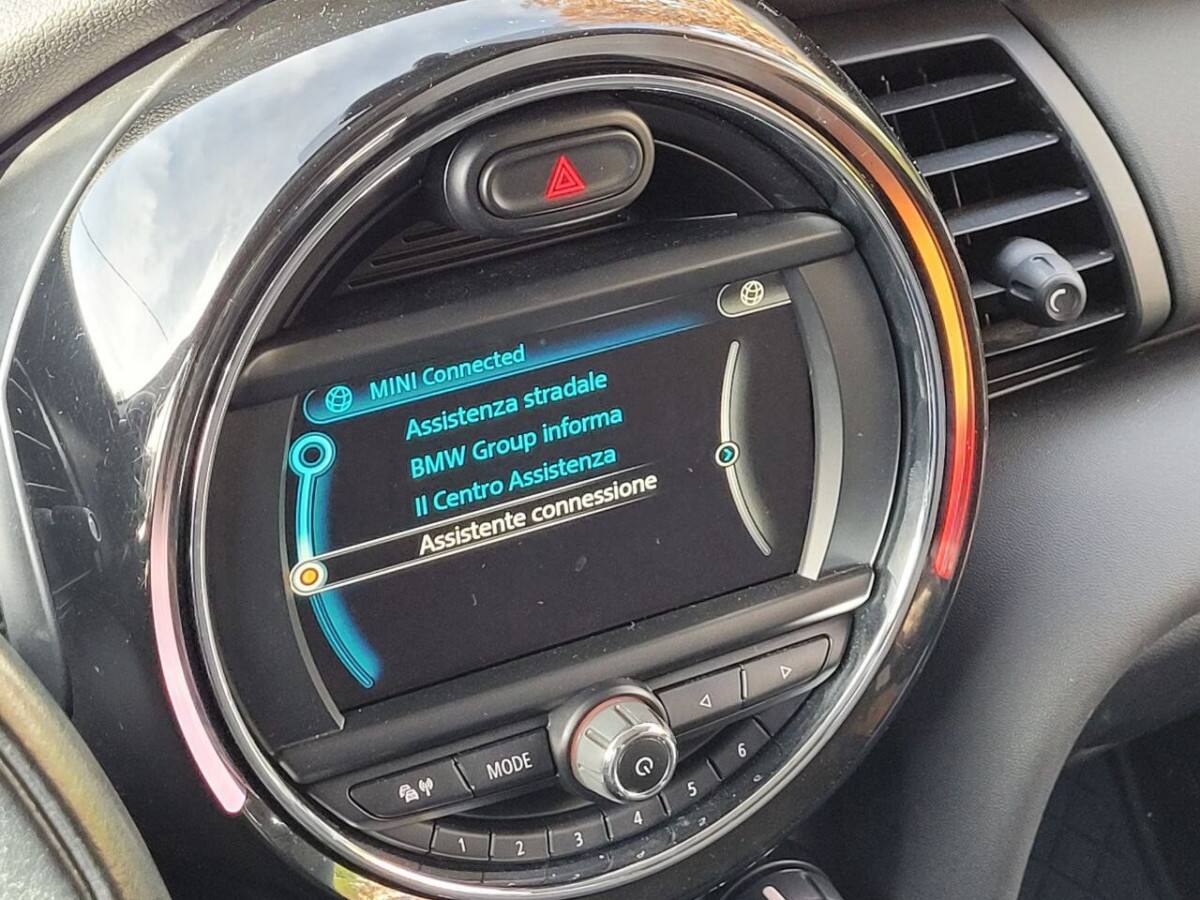 MINI Connected
Assistenza stradale
BMW Group informa
Il Centro Assistenza
Assistente connessione
MODE
1 2 3 4 5 6